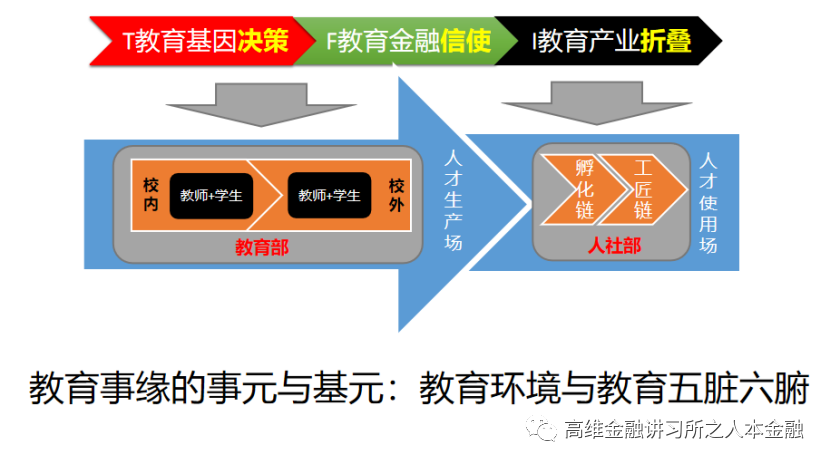 T教育基因决策
F教育金融信使
I教育产业折叠
校内
教师+学生
教师+学生
校外
教育部
人才生产场
孵化链
工匠链
人社部
人才使用场
教育事缘的事元与基元：教育环境与教育五脏六腑
高维金融讲习所之人本金融